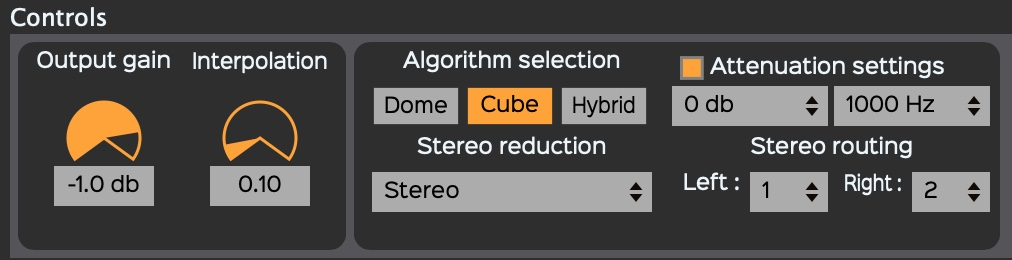 Controls
Output gain
Interpolation
-1.0 db
0.10
Algorithm selection
Dome
Cube
Hybrid
Attenuation settings
0 db
1000 Hz
Stereo reduction
Stereo
Stereo routing
Left :
1
Right :
2